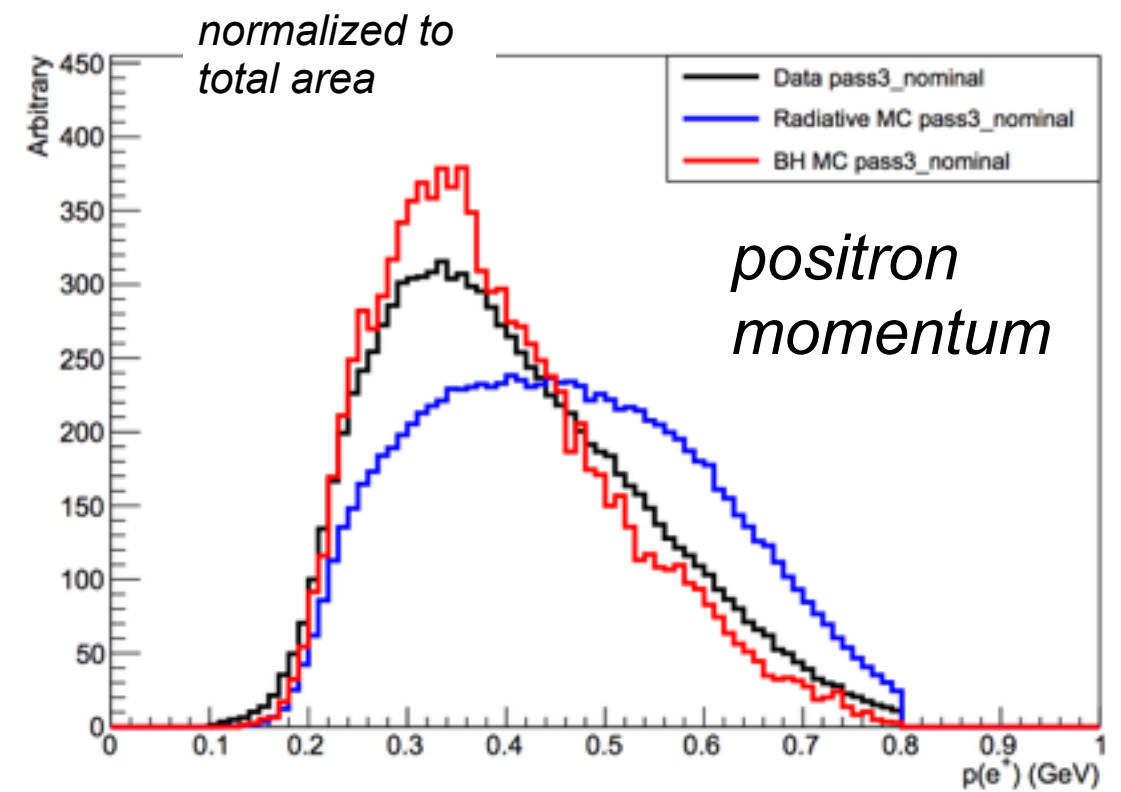 normalized to
total area
Arbitrary
450
400
350
300
250
200
150
100
50
0
Data pass3_nominal
Radiative MC pass3_nominal
BH MC pass3_nominal
positron
momentum
0 0.1 0.2 0.3 0.4 0.5 0.6 0.7 0.8 0.9 1
p(e⁺) (GeV)